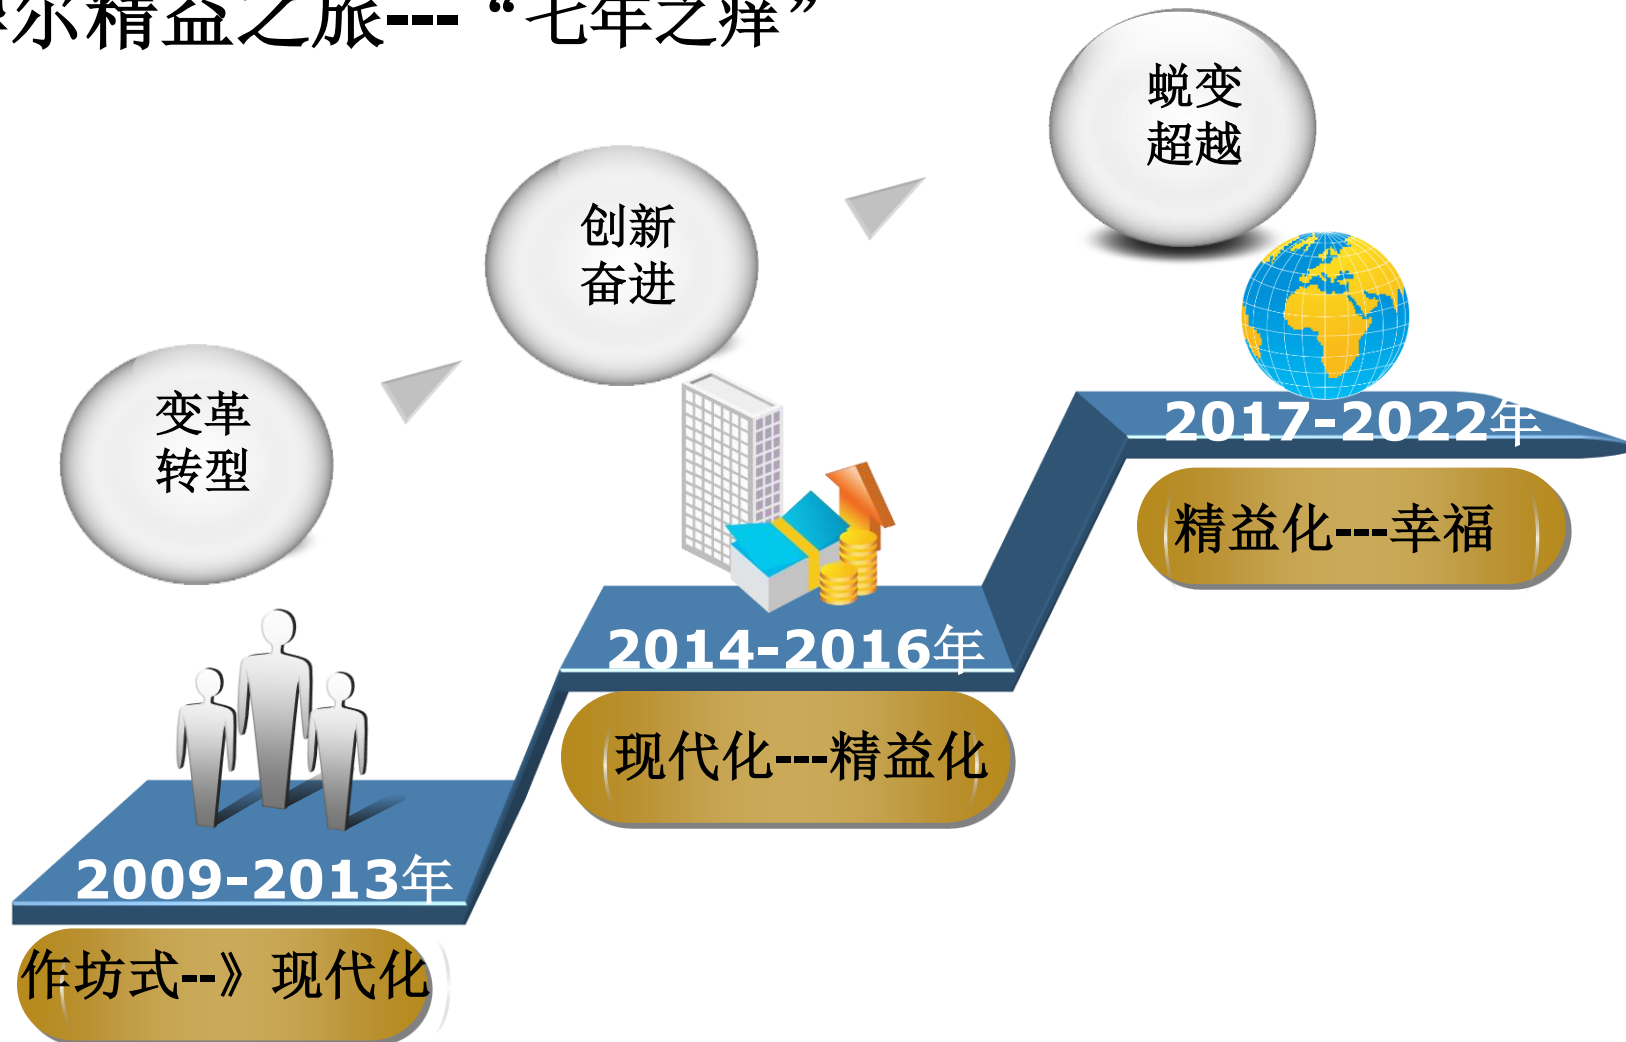 尔精益之旅---“七年之痒”
蜕变
超越
创新
奋进
变革
转型
2017-2022年
精益化---幸福
2014-2016年
现代化---精益化
2009-2013年
作坊式--》现代化